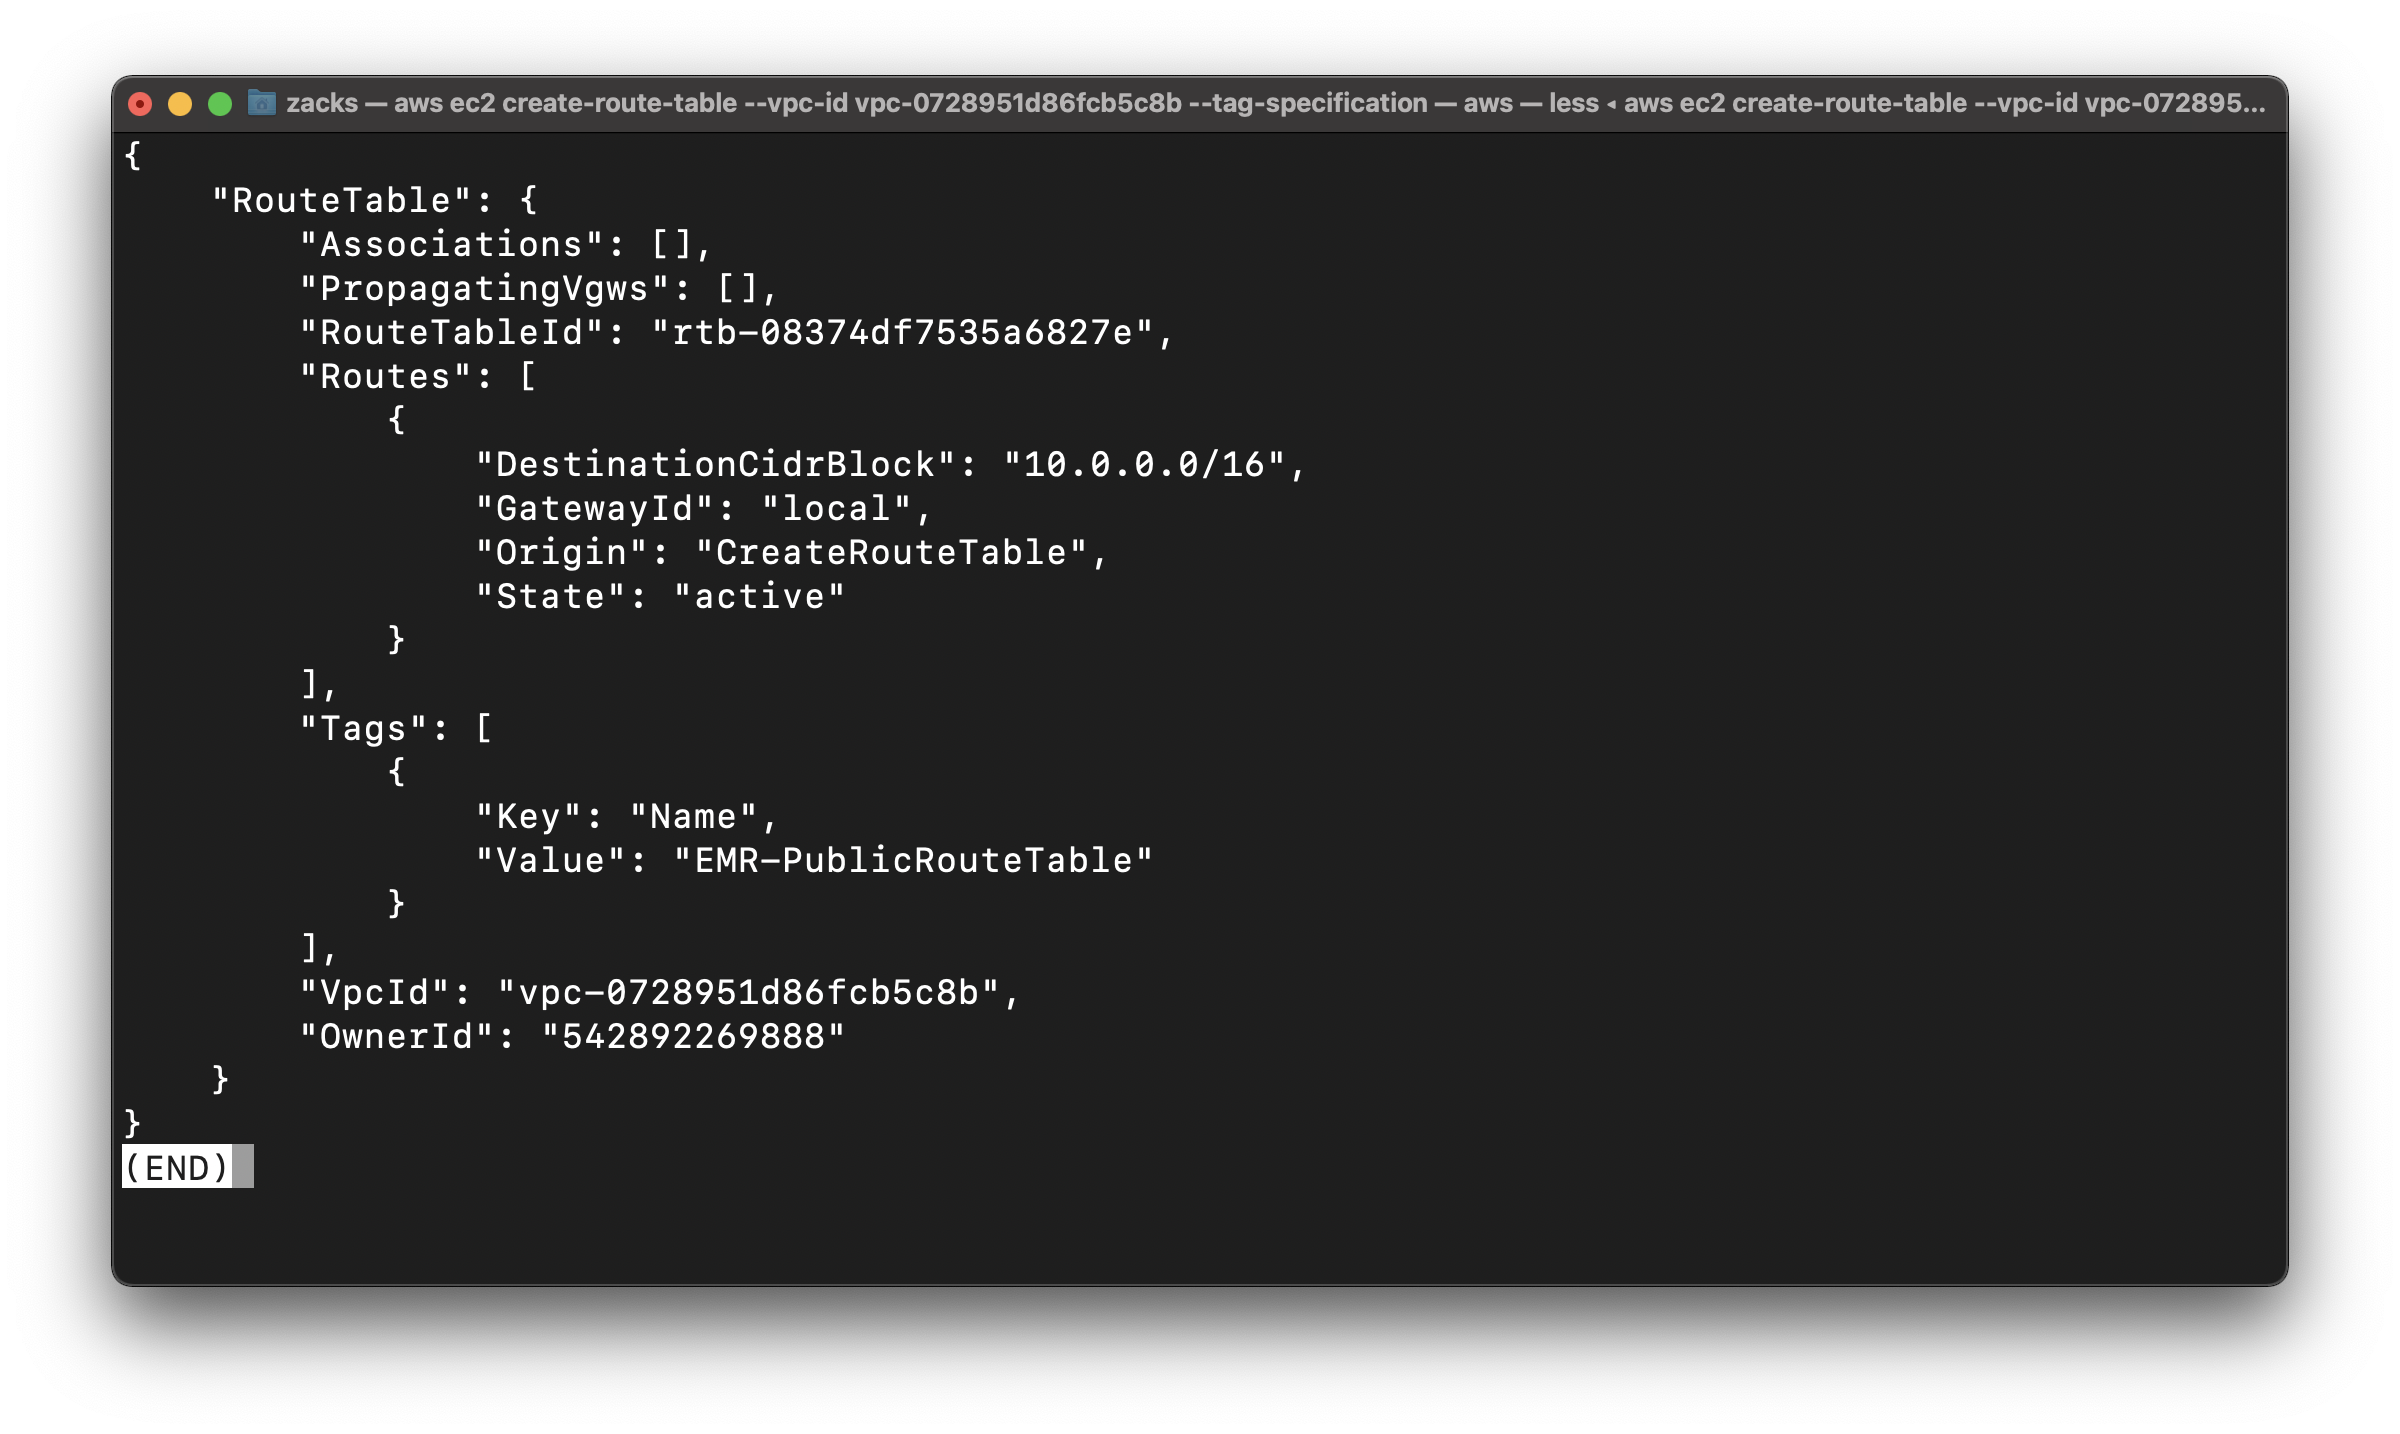 zacks — aws ec2 create-route-table --vpc-id vpc-0728951d86fcb5c8b --tag-specification — aws — less ◂ aws ec2 create-route-table --vpc-id vpc-072895...
{
    "RouteTable": {
        "Associations": [],
        "PropagatingVgws": [],
        "RouteTableId": "rtb-08374df7535a6827e",
        "Routes": [
            {
                "DestinationCidrBlock": "10.0.0.0/16",
                "GatewayId": "local",
                "Origin": "CreateRouteTable",
                "State": "active"
            }
        ],
        "Tags": [
            {
                "Key": "Name",
                "Value": "EMR-PublicRouteTable"
            }
        ],
        "VpcId": "vpc-0728951d86fcb5c8b",
        "OwnerId": "542892269888"
    }
}
(END)